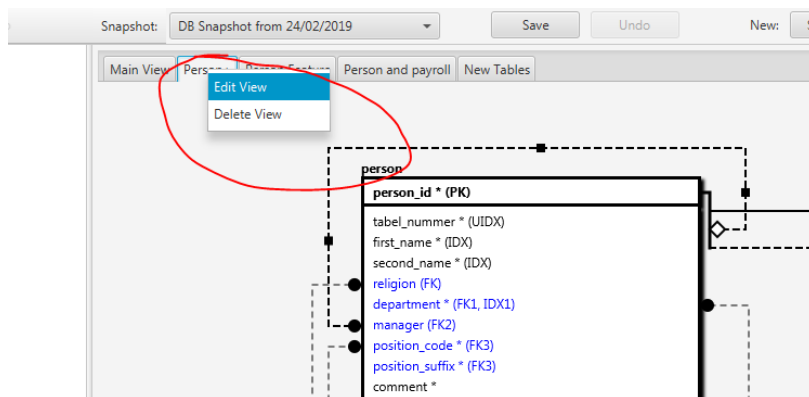 Snapshot: DB Snapshot from 24/02/2019 Save Undo New:
Main View Person and payroll New Tables
Edit View
Delete View
person
person_id * (PK)
tabel_nummer * (UIDX)
first_name * (IDX)
second_name * (IDX)
religion (FK)
department * (FK1, IDX1)
manager (FK2)
position_code * (FK3)
position_suffix * (FK3)
comment *